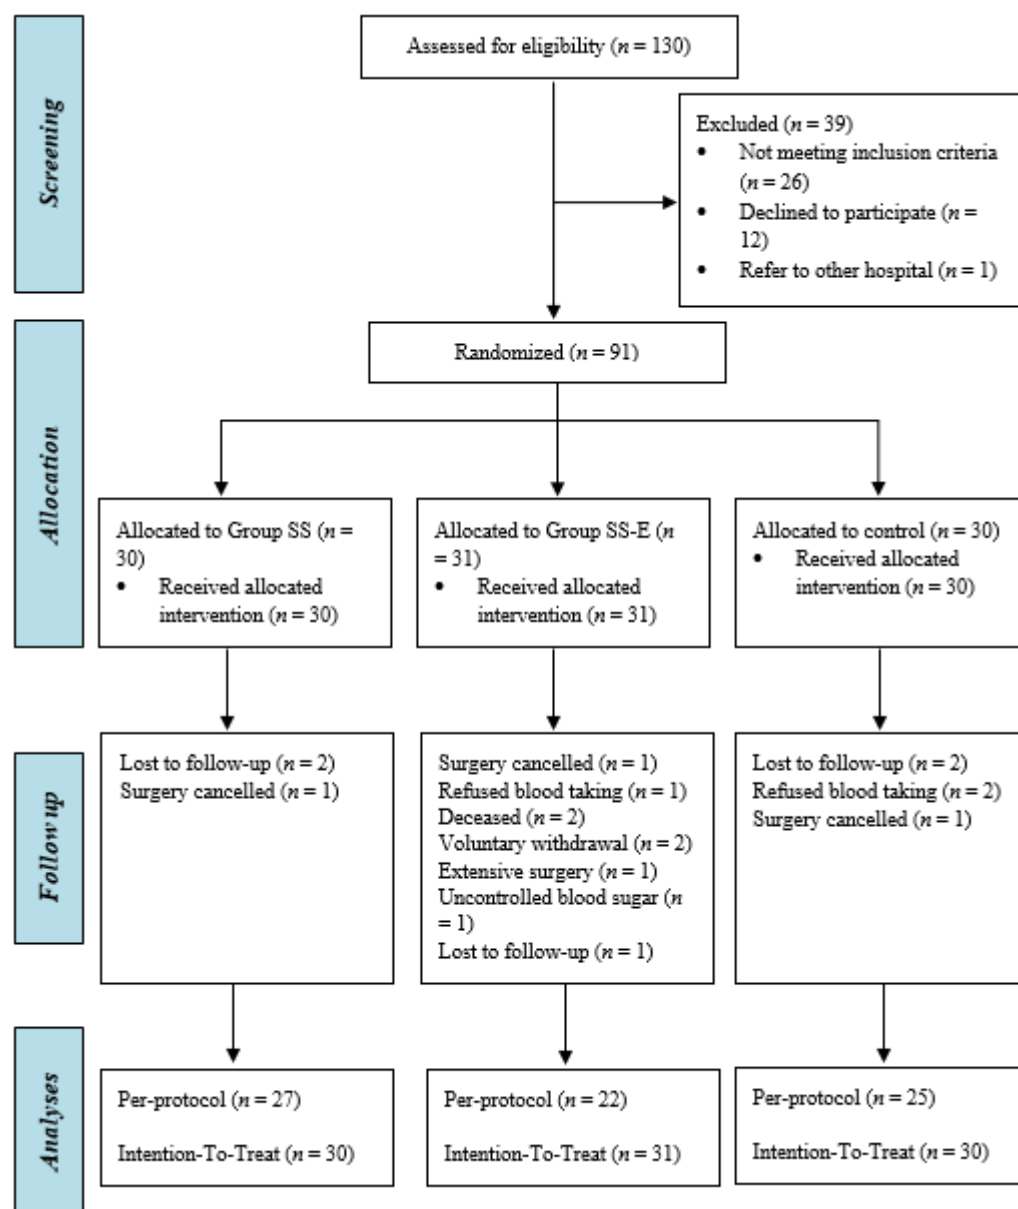 Screening
Assessed for eligibility (n = 130)
Excluded (n = 39)
• Not meeting inclusion criteria
(n = 26)
• Declined to participate (n =
12)
• Refer to other hospital (n = 1)
Allocation
Randomized (n = 91)
Allocated to Group SS (n =
30)
• Received allocated
intervention (n = 30)
Allocated to Group SS-E (n
= 31)
• Received allocated
intervention (n = 31)
Allocated to control (n = 30)
• Received allocated
intervention (n = 30)
Follow up
Lost to follow-up (n = 2)
Surgery cancelled (n = 1)
Surgery cancelled (n = 1)
Refused blood taking (n = 1)
Deceased (n = 2)
Voluntary withdrawal (n = 2)
Extensive surgery (n = 1)
Uncontrolled blood sugar (n
= 1)
Lost to follow-up (n = 1)
Lost to follow-up (n = 2)
Refused blood taking (n = 2)
Surgery cancelled (n = 1)
Analyses
Per-protocol (n = 27)
Intention-To-Treat (n = 30)
Per-protocol (n = 22)
Intention-To-Treat (n = 31)
Per-protocol (n = 25)
Intention-To-Treat (n = 30)